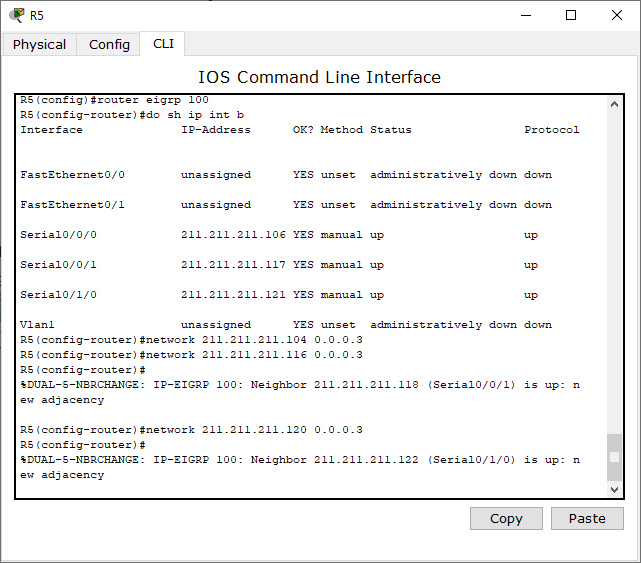 R5
Physical Config CLI
IOS Command Line Interface
R5(config)#router eigrp 100
R5(config-router)#do sh ip int b
Interface IP-Address OK? Method Status Protocol
FastEthernet0/0 unassigned YES unset administratively down down
FastEthernet0/1 unassigned YES unset administratively down down
Serial0/0/0 211.211.211.106 YES manual up up
Serial0/0/1 211.211.211.117 YES manual up up
Serial0/1/0 211.211.211.121 YES manual up up
Vlan1 unassigned YES unset administratively down down
R5(config-router)#network 211.211.211.104 0.0.0.3
R5(config-router)#network 211.211.211.116 0.0.0.3
R5(config-router)#
%DUAL-5-NBRCHANGE: IP-EIGRP 100: Neighbor 211.211.211.118 (Serial0/0/1) is up: n
ew adjacency
R5(config-router)#network 211.211.211.120 0.0.0.3
R5(config-router)#
%DUAL-5-NBRCHANGE: IP-EIGRP 100: Neighbor 211.211.211.122 (Serial0/1/0) is up: n
ew adjacency
Copy Paste